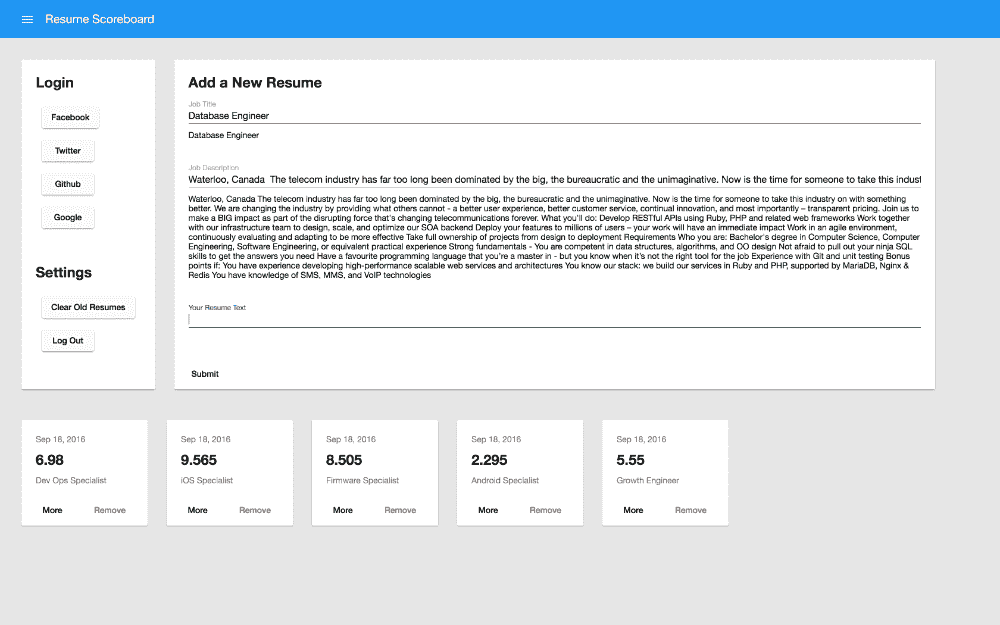 Resume Scoreboard
Login
Facebook
Twitter
Github
Google
Settings
Clear Old Resumes
Log Out
Add a New Resume
Job Title
Database Engineer
Database Engineer
Job Description
Waterloo, Canada  The telecom industry has far too long been dominated by the big, the bureaucratic and the unimaginative. Now is the time for someone to take this indust
Waterloo, Canada The telecom industry has far too long been dominated by the big, the bureaucratic and the unimaginative. Now is the time for someone to take this industry on with something
better. We are changing the industry by providing what others cannot - a better user experience, better customer service, continual innovation, and most importantly – transparent pricing. Join us to
make a BIG impact as part of the disrupting force that's changing telecommunications forever. What you'll do: Develop RESTful APIs using Ruby, PHP and related web frameworks Work together
with our infrastructure team to design, scale, and optimize our SOA backend Deploy your features to millions of users – your work will have an immediate impact Work in an agile environment,
continuously evaluating and adapting to be more effective Take full ownership of projects from design to deployment Requirements Who you are: Bachelor's degree in Computer Science, Computer
Engineering, Software Engineering, or equivalent practical experience Strong fundamentals - You are competent in data structures, algorithms, and OO design Not afraid to pull out your ninja SQL
skills to get the answers you need Have a favourite programming language that you're a master in - but you know when it's not the right tool for the job Experience with Git and unit testing Bonus
points if: You have experience developing high-performance scalable web services and architectures You know our stack: we build our services in Ruby and PHP, supported by MariaDB, Nginx &
Redis You have knowledge of SMS, MMS, and VoIP technologies
Your Resume Text
Submit
Sep 18, 2016
6.98
Dev Ops Specialist
More Remove
Sep 18, 2016
9.565
iOS Specialist
More Remove
Sep 18, 2016
8.505
Firmware Specialist
More Remove
Sep 18, 2016
2.295
Android Specialist
More Remove
Sep 18, 2016
5.55
Growth Engineer
More Remove